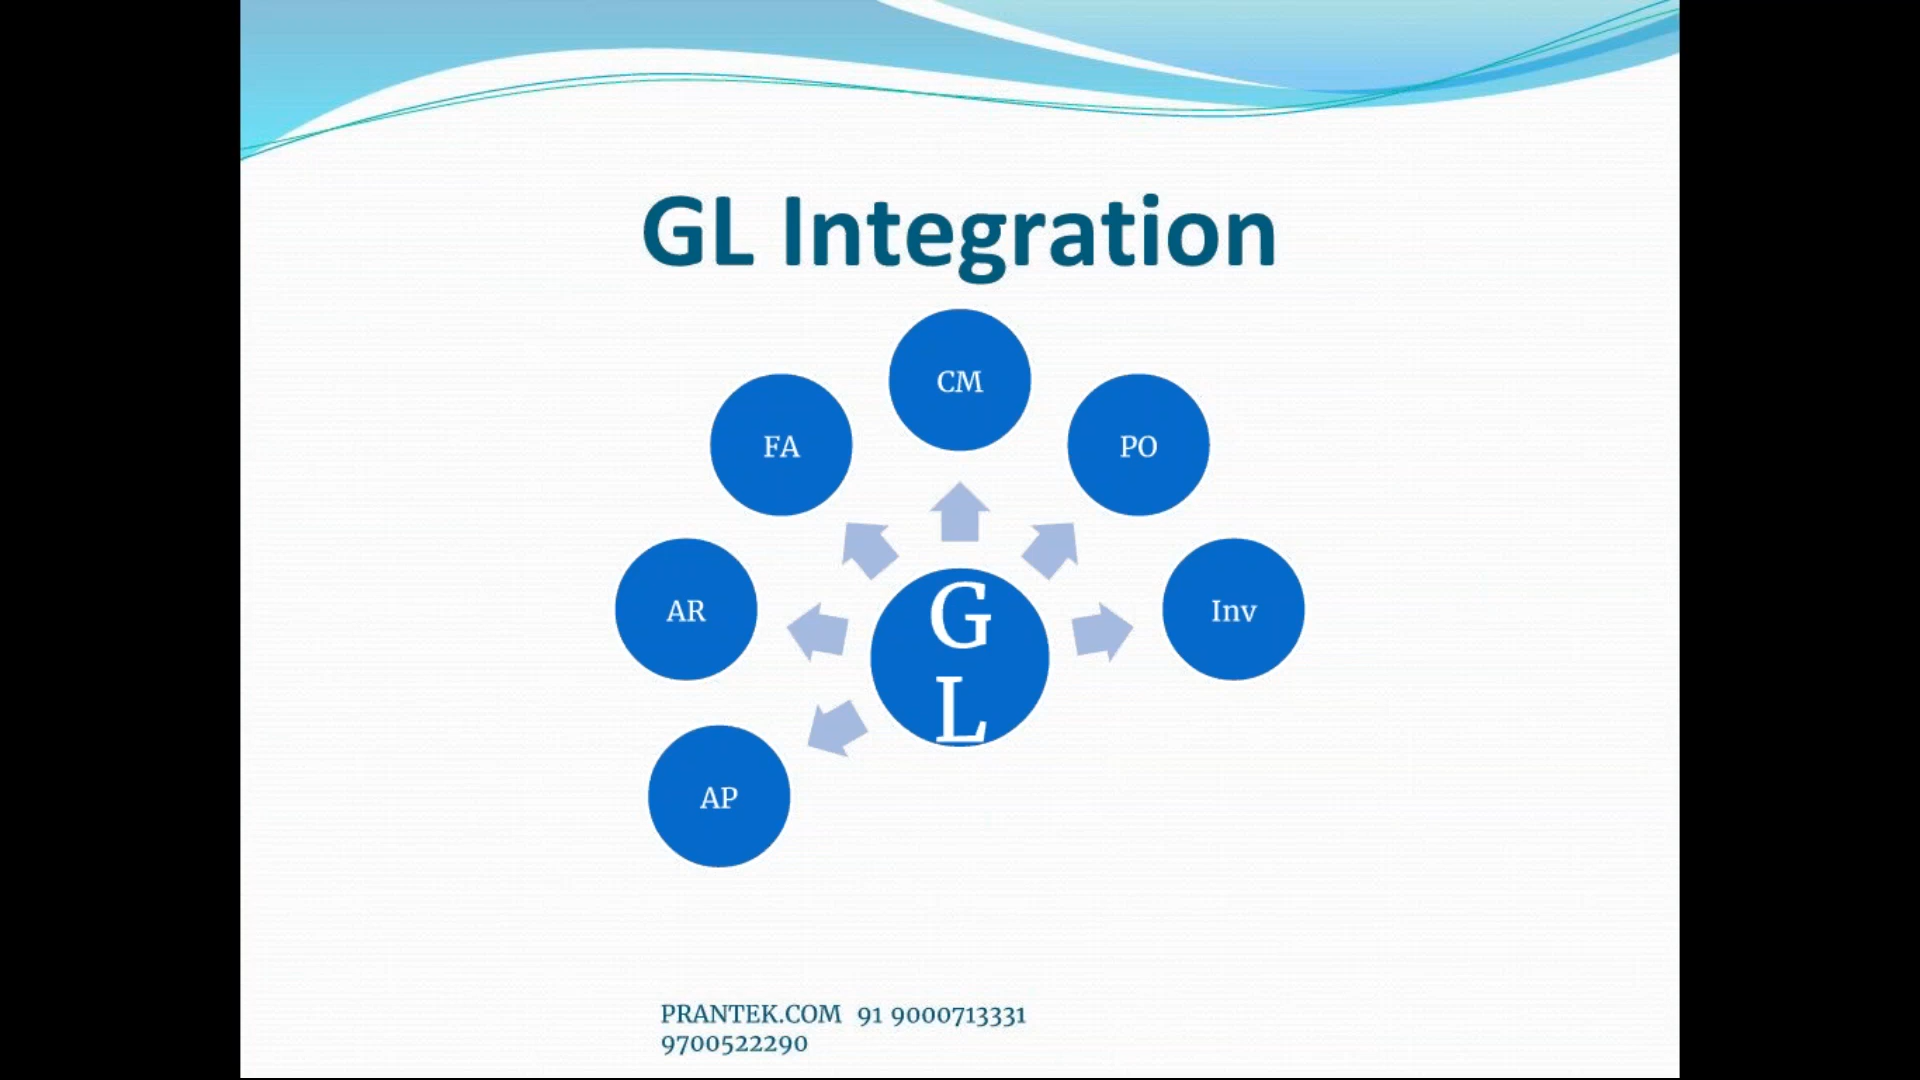 GL Integration
CM
FA
PO
AR
Inv
G
L
AP
PRANTEK.COM 91 9000713331
9700522290